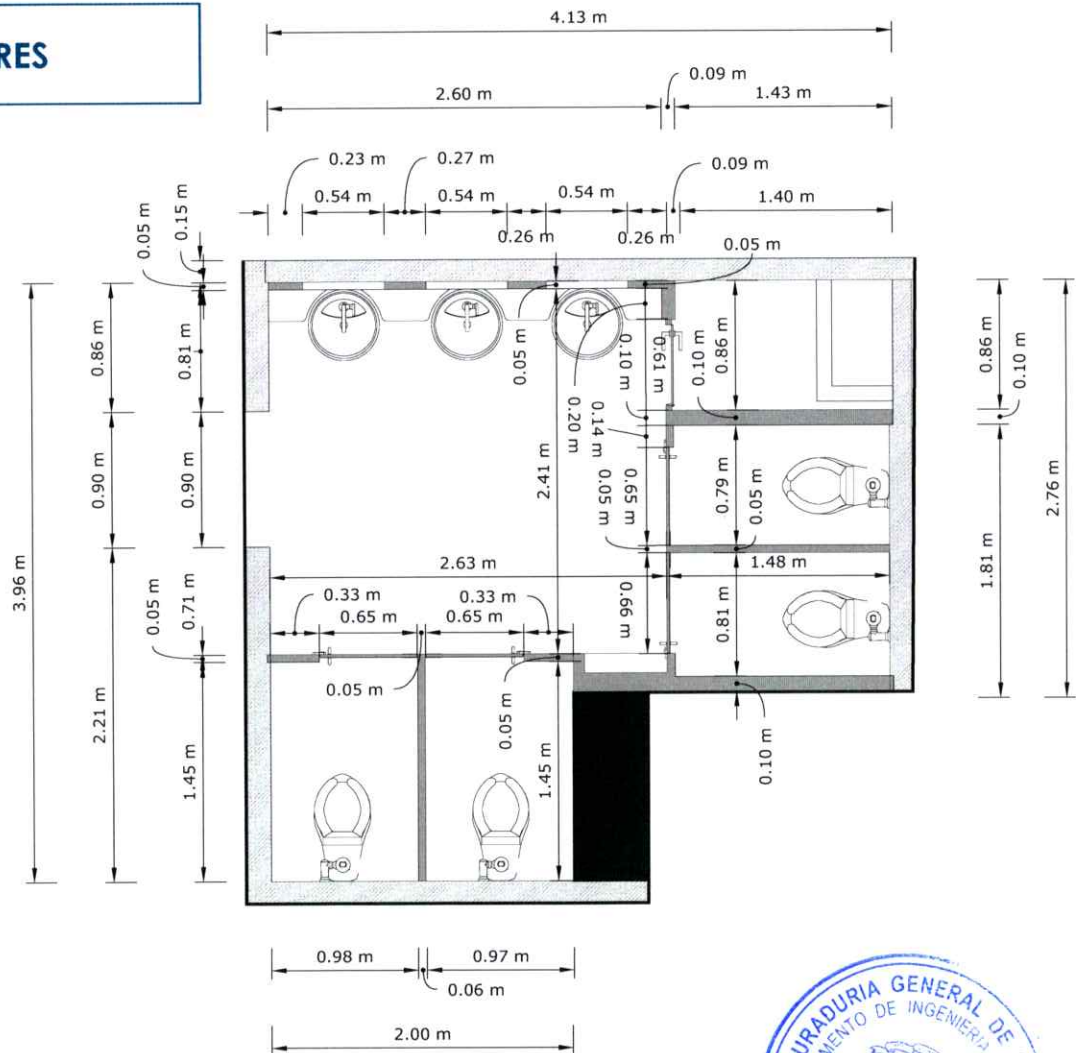 RES
4.13 m
0.09 m
2.60 m
1.43 m
0.23 m
0.27 m
0.09 m
0.54 m
0.54 m
0.54 m
1.40 m
0.26 m
0.26 m
0.05 m
0.15 m
0.05 m
0.86 m
0.81 m
0.05 m
0.20 m
0.61 m
0.10 m
0.14 m
0.10 m
0.86 m
0.86 m
0.10 m
0.90 m
0.90 m
2.41 m
0.65 m
0.05 m
0.79 m
0.05 m
2.76 m
1.81 m
3.96 m
2.63 m
1.48 m
0.33 m
0.33 m
0.65 m
0.65 m
0.66 m
0.81 m
0.71 m
0.05 m
0.05 m
0.05 m
0.10 m
2.21 m
1.45 m
1.45 m
0.98 m
0.97 m
0.06 m
2.00 m
URADURIA GENERAL DE
MENTO DE INGENIERIA